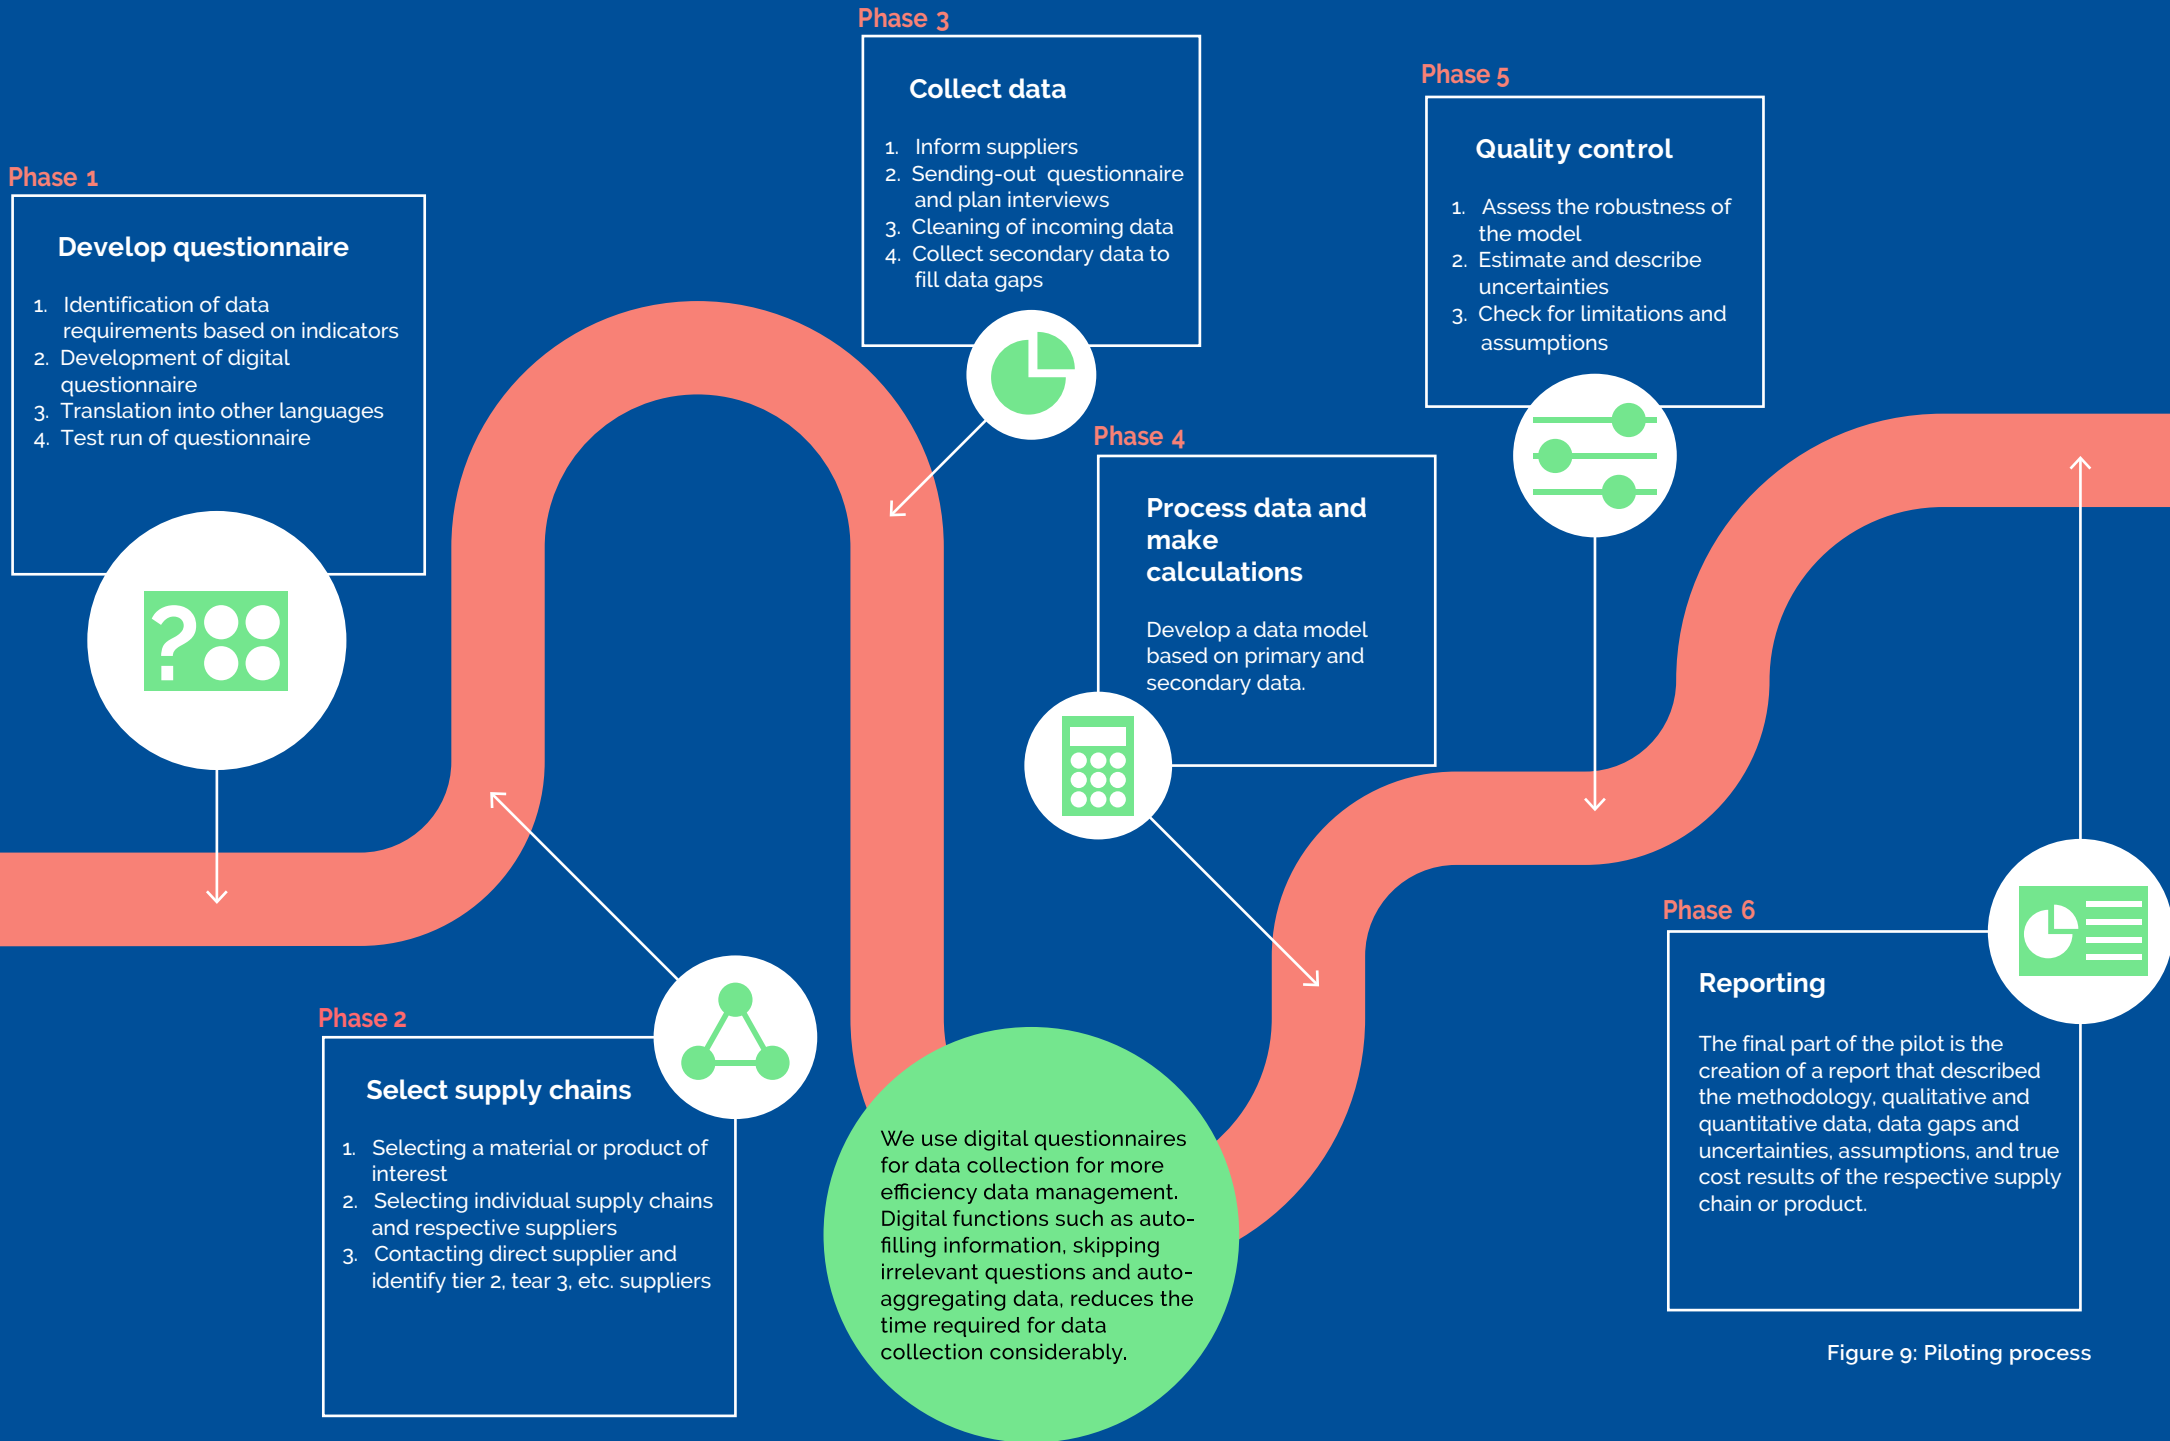 Phase 1
Develop questionnaire
1. Identification of data
requirements based on indicators
2. Development of digital
questionnaire
3. Translation into other languages
4. Test run of questionnaire
?
Phase 2
Select supply chains
1. Selecting a material or product of
interest
2. Selecting individual supply chains
and respective suppliers
3. Contacting direct supplier and
identify tier 2, tear 3, etc. suppliers
Phase 3
Collect data
1. Inform suppliers
2. Sending-out questionnaire
and plan interviews
3. Cleaning of incoming data
4. Collect secondary data to
fill data gaps
We use digital questionnaires
for data collection for more
efficiency data management.
Digital functions such as auto-
filling information, skipping
irrelevant questions and auto-
aggregating data, reduces the
time required for data
collection considerably.
Phase 4
Process data and
make
calculations
Develop a data model
based on primary and
secondary data.
Phase 5
Quality control
1. Assess the robustness of
the model
2. Estimate and describe
uncertainties
3. Check for limitations and
assumptions
Phase 6
Reporting
The final part of the pilot is the
creation of a report that described
the methodology, qualitative and
quantitative data, data gaps and
uncertainties, assumptions, and true
cost results of the respective supply
chain or product.
Figure 9: Piloting process